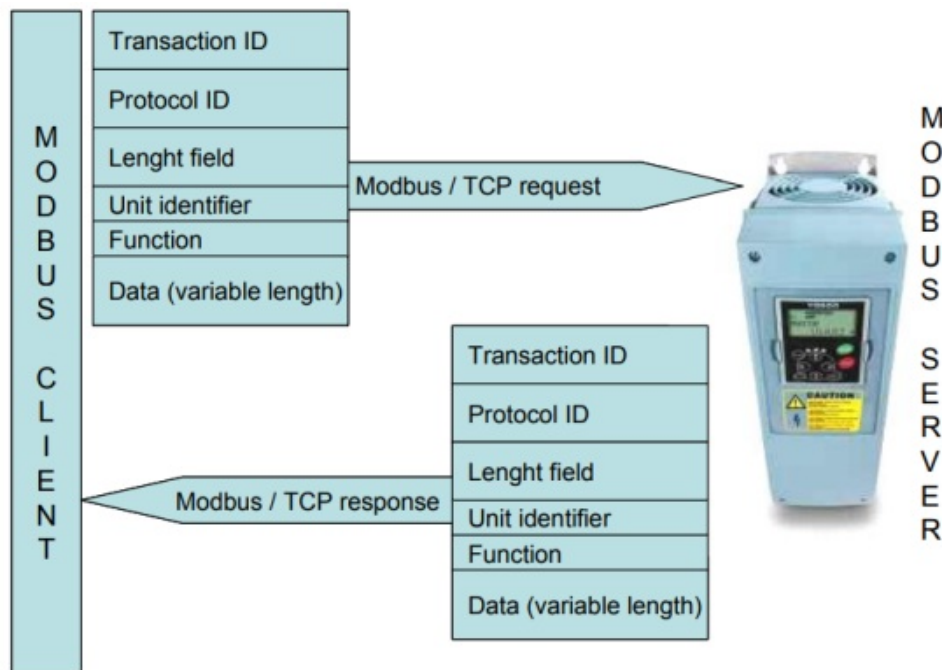 MODBUS CLIENT
Transaction ID
Protocol ID
Lenght field
Unit identifier
Function
Data (variable length)
Modbus / TCP request
MODBUS SERVER
CAUTION
Transaction ID
Protocol ID
Lenght field
Unit identifier
Function
Data (variable length)
Modbus / TCP response